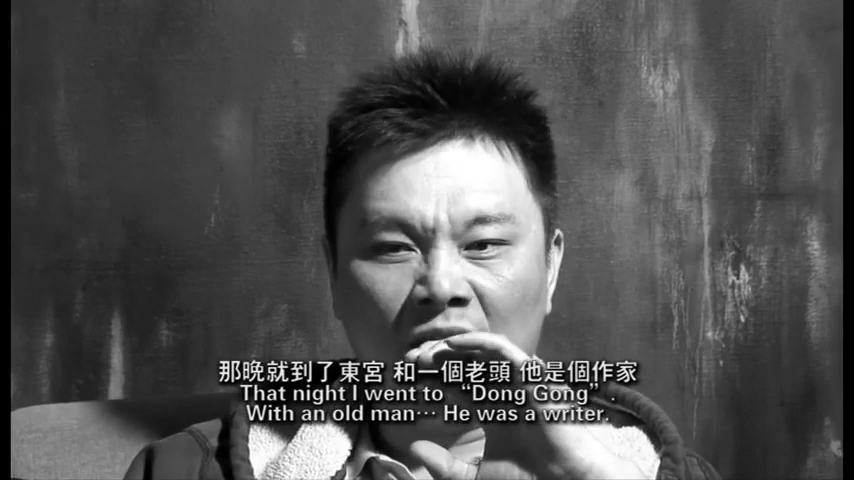 那晚就到了東宮 和一個老頭 他是個作家
That night I went to “Dong Gong”.
With an old man… He was a writer.